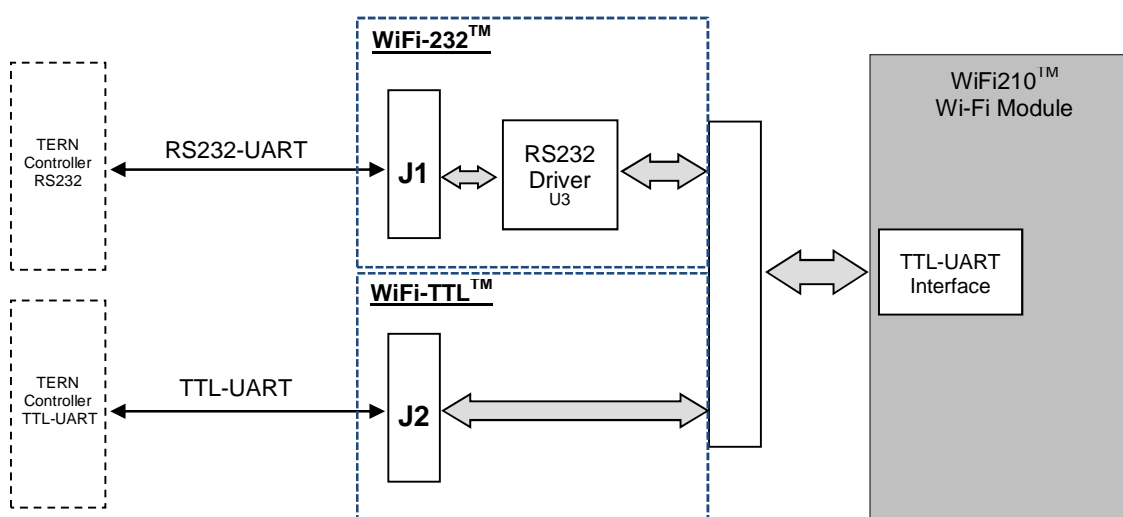 WiFi-232™
TERN
Controller
RS232
RS232-UART
J1
RS232
Driver
U3
WiFi-TTL™
TERN
Controller
TTL-UART
TTL-UART
J2
WiFi210™
Wi-Fi Module
TTL-UART
Interface